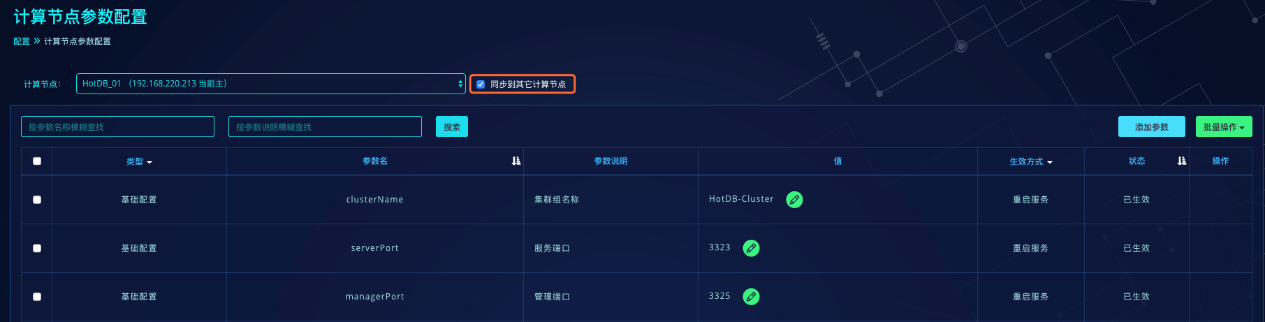 计算节点参数配置
配置 » 计算节点参数配置
计算节点: HotDB_01 (192.168.220.213 当前主) 同步到其它计算节点
按参数名称模糊查找 按参数说明模糊查找 搜索 添加参数 批量操作
类型 参数名 参数说明 值 生效方式 状态 操作
基础配置 clusterName 集群组名称 HotDB-Cluster 重启服务 已生效
基础配置 serverPort 服务端口 3323 重启服务 已生效
基础配置 managerPort 管理端口 3325 重启服务 已生效